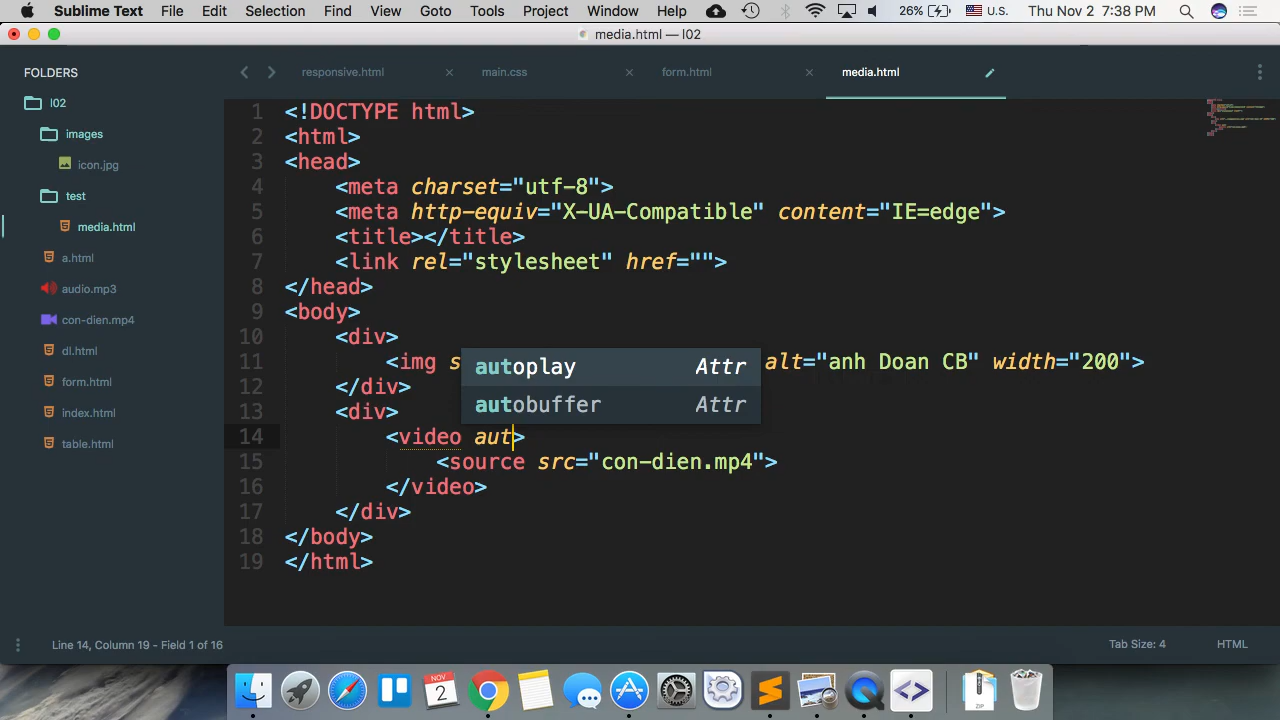 Sublime Text File Edit Selection Find View Goto Tools Project Window Help 26% U.S. Thu Nov 2 7:38 PM
media.html — l02
FOLDERS
l02
images
icon.jpg
test
media.html
a.html
audio.mp3
con-dien.mp4
dl.html
form.html
index.html
table.html
responsive.html × main.css × form.html × media.html
1 <!DOCTYPE html>
2 <html>
3 <head>
4 <meta charset="utf-8">
5 <meta http-equiv="X-UA-Compatible" content="IE=edge">
6 <title></title>
7 <link rel="stylesheet" href="">
8 </head>
9 <body>
10 <div>
11 <img s alt="anh Doan CB" width="200">
autoplay Attr
autobuffer Attr
12 </div>
13 <div>
14 <video aut>
15 <source src="con-dien.mp4">
16 </video>
17 </div>
18 </body>
19 </html>
Line 14, Column 19 - Field 1 of 16 Tab Size: 4 HTML
NOV
2
ZIP